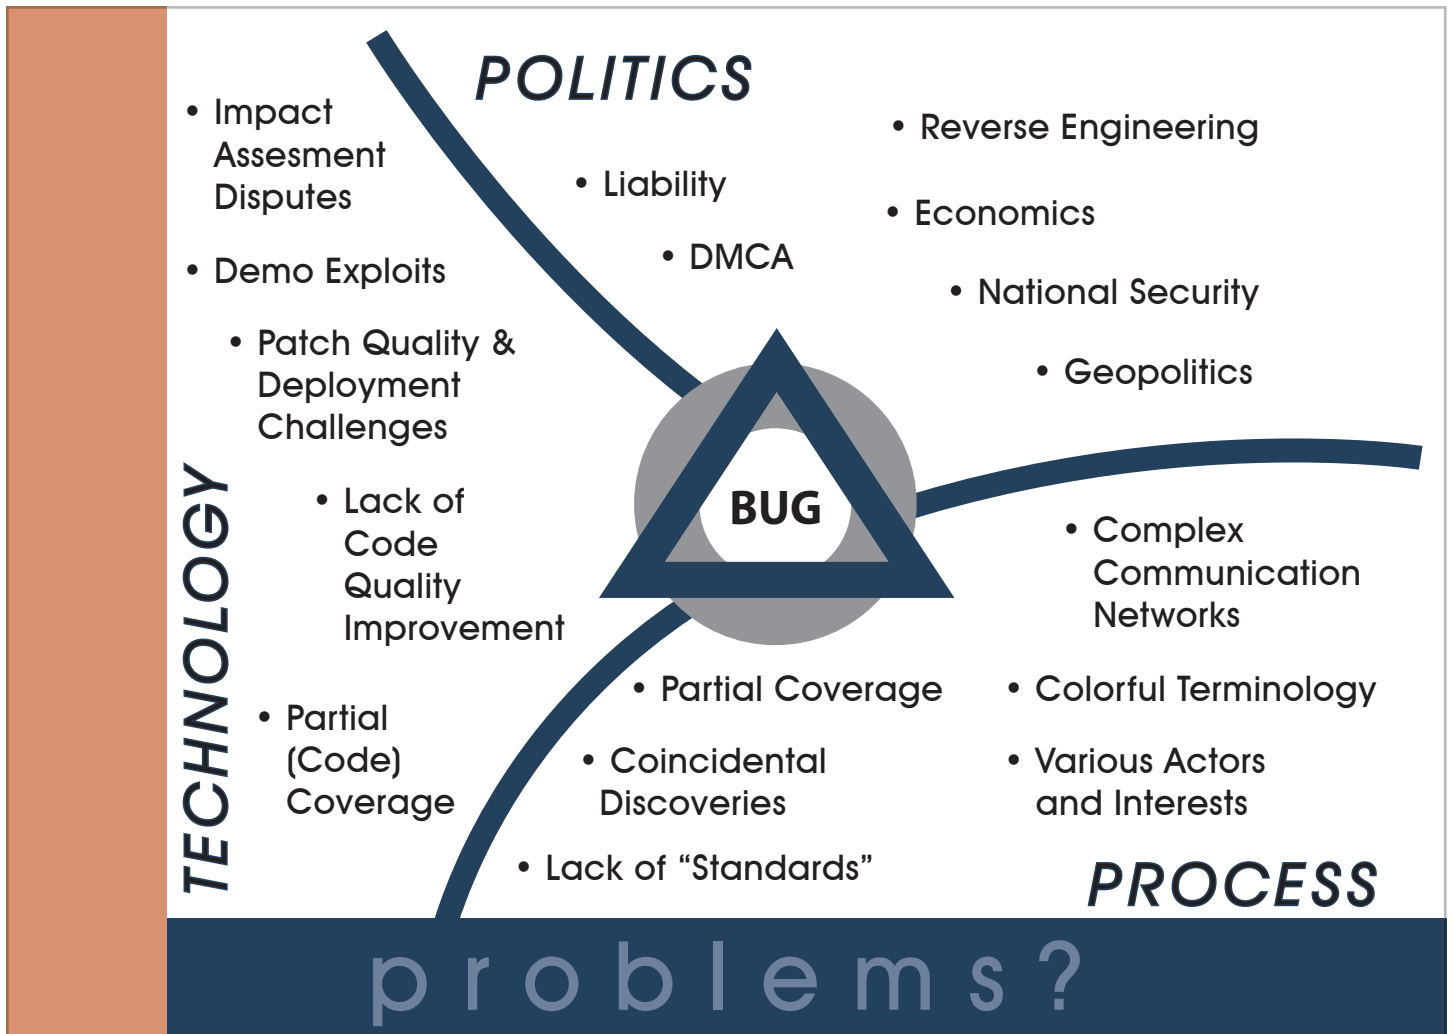 POLITICS
• Impact
Assesment
Disputes
• Demo Exploits
• Patch Quality &
Deployment
Challenges
• Lack of
Code
Quality
Improvement
• Partial
(Code)
Coverage
TECHNOLOGY
• Liability
• DMCA
• Reverse Engineering
• Economics
• National Security
• Geopolitics
BUG
• Complex
Communication
Networks
• Partial Coverage
• Colorful Terminology
• Coincidental
Discoveries
• Various Actors
and Interests
• Lack of “Standards”
PROCESS
problems?